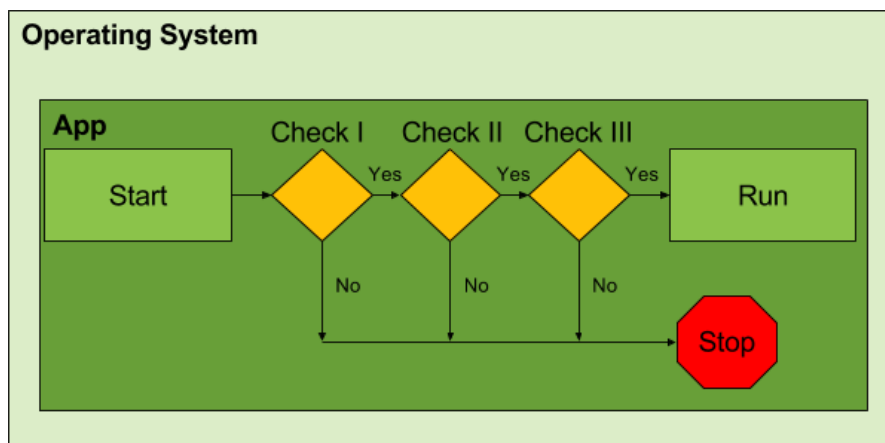 Operating System
App
Check I
Check II
Check III
Start
Yes
Yes
Yes
Run
No
No
No
Stop